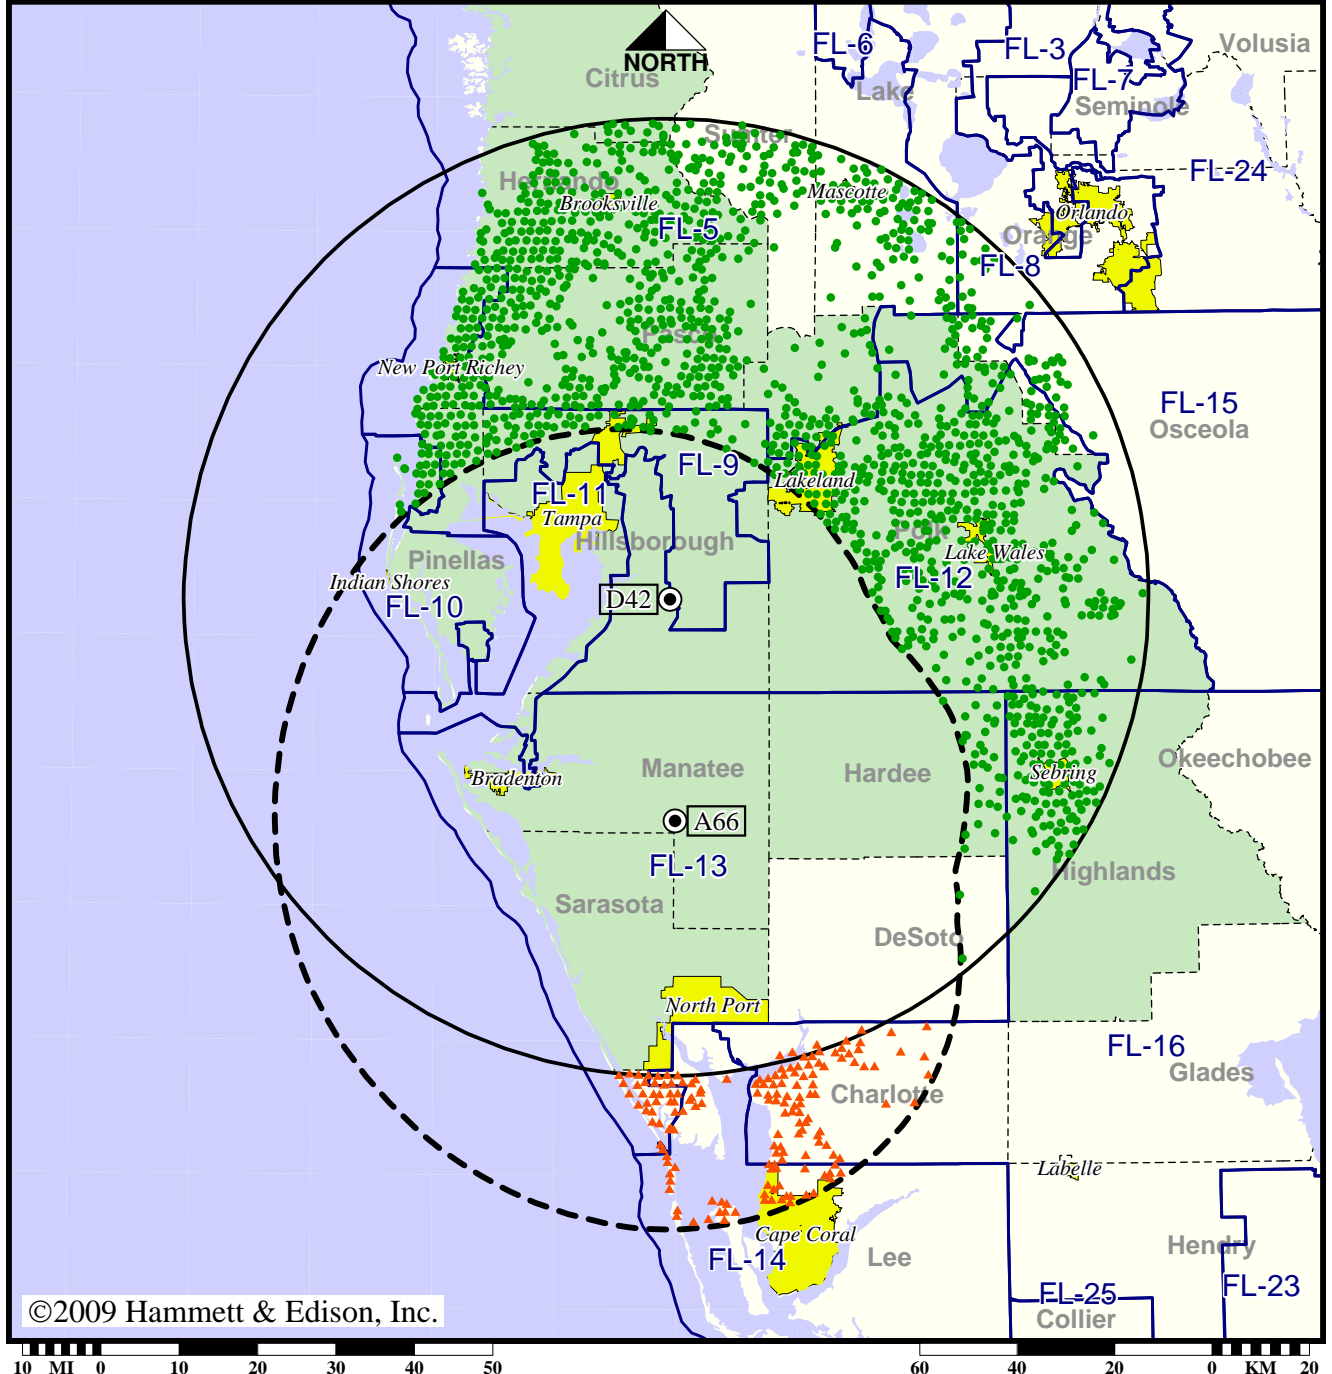 NORTH
Citrus
FL-6
FL-3
Volusia
FL-7
Lake
Seminole
Sumter
FL-24
Hernando
Mascotte
Brooksville
Orlando
FL-5
Orange
FL-8
Pasco
New Port Richey
FL-15
Osceola
FL-9
Lakeland
FL-11
Tampa
Polk
Hillsborough
Lake Wales
Pinellas
Indian Shores
FL-12
FL-10
D42
Okeechobee
Manatee
Hardee
Sebring
Bradenton
A66
FL-13
Highlands
Sarasota
DeSoto
North Port
FL-16
Glades
Charlotte
Labelle
Cape Coral
Hendry
FL-14
Lee
FL-23
FL-25
Collier
©2009 Hammett & Edison, Inc.
10 MI 0 10 20 30 40 50 60 40 20 0 KM 20